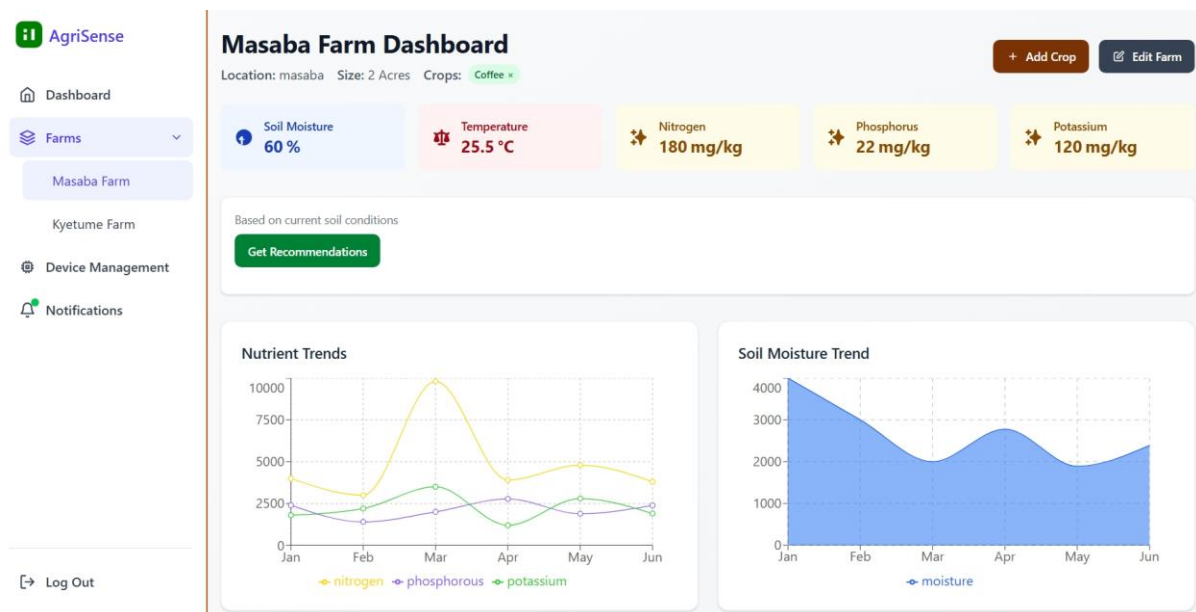 AgriSense
Dashboard
Farms
Masaba Farm
Kyetume Farm
Device Management
Notifications
Log Out
Masaba Farm Dashboard
Location: masaba Size: 2 Acres Crops: Coffee ×
+ Add Crop
Edit Farm
Soil Moisture
60 %
Temperature
25.5 °C
Nitrogen
180 mg/kg
Phosphorus
22 mg/kg
Potassium
120 mg/kg
Based on current soil conditions
Get Recommendations
Nutrient Trends
10000
7500
5000
2500
0
Jan Feb Mar Apr May Jun
nitrogen phosphorous potassium
Soil Moisture Trend
4000
3000
2000
1000
0
Jan Feb Mar Apr May Jun
moisture